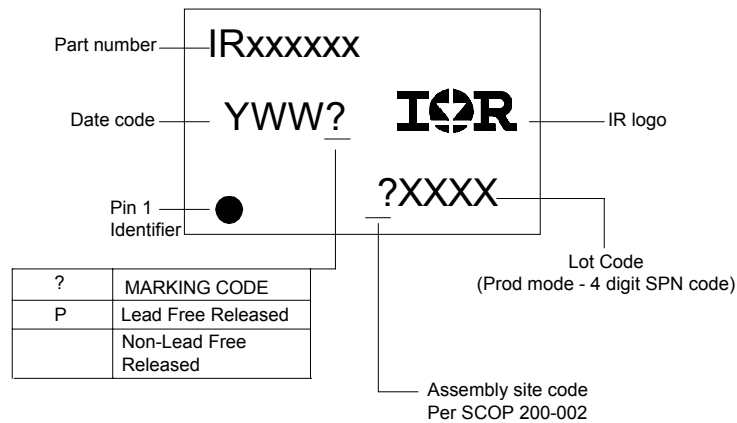 Part number
IRxxxxxx
Date code
YWW?
IOR
IR logo
?XXXX
Pin 1
Identifier
Lot Code
(Prod mode - 4 digit SPN code)
? MARKING CODE
P Lead Free Released
Non-Lead Free
Released
Assembly site code
Per SCOP 200-002